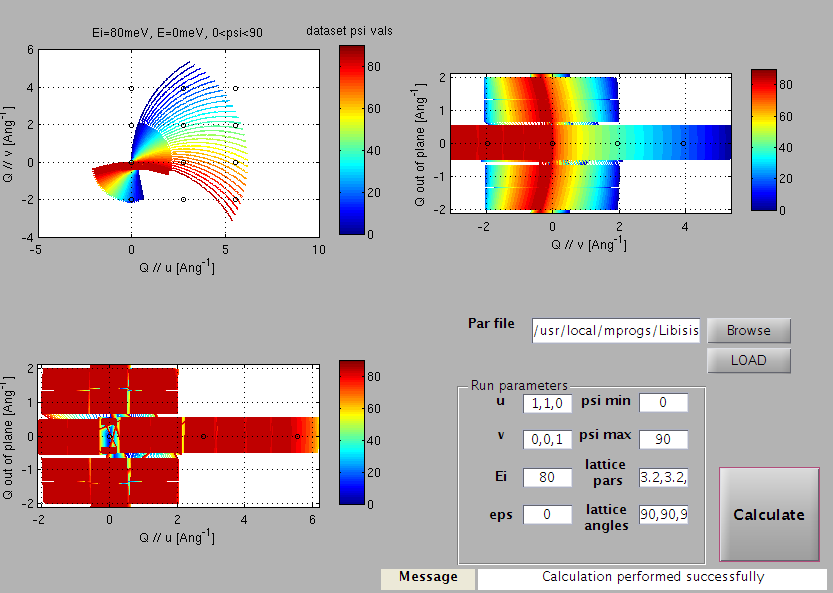 Ei=80meV, E=0meV, 0<psi<90
dataset psi vals
6
4
2
0
-2
-4
-5
0
5
10
Q // v [Ang-1]
Q // u [Ang-1]
80
60
40
20
0
2
1
0
-1
-2
-2
0
2
4
Q out of plane [Ang-1]
Q // v [Ang-1]
80
60
40
20
0
2
1
0
-1
-2
-2
0
2
4
6
Q out of plane [Ang-1]
Q // u [Ang-1]
80
60
40
20
0
Par file
/usr/local/mprogs/Libisis
Browse
LOAD
Run parameters
u 1,1,0 psi min 0
v 0,0,1 psi max 90
Ei 80 lattice pars 3.2,3.2,
eps 0 lattice angles 90,90,9
Calculate
Message Calculation performed successfully